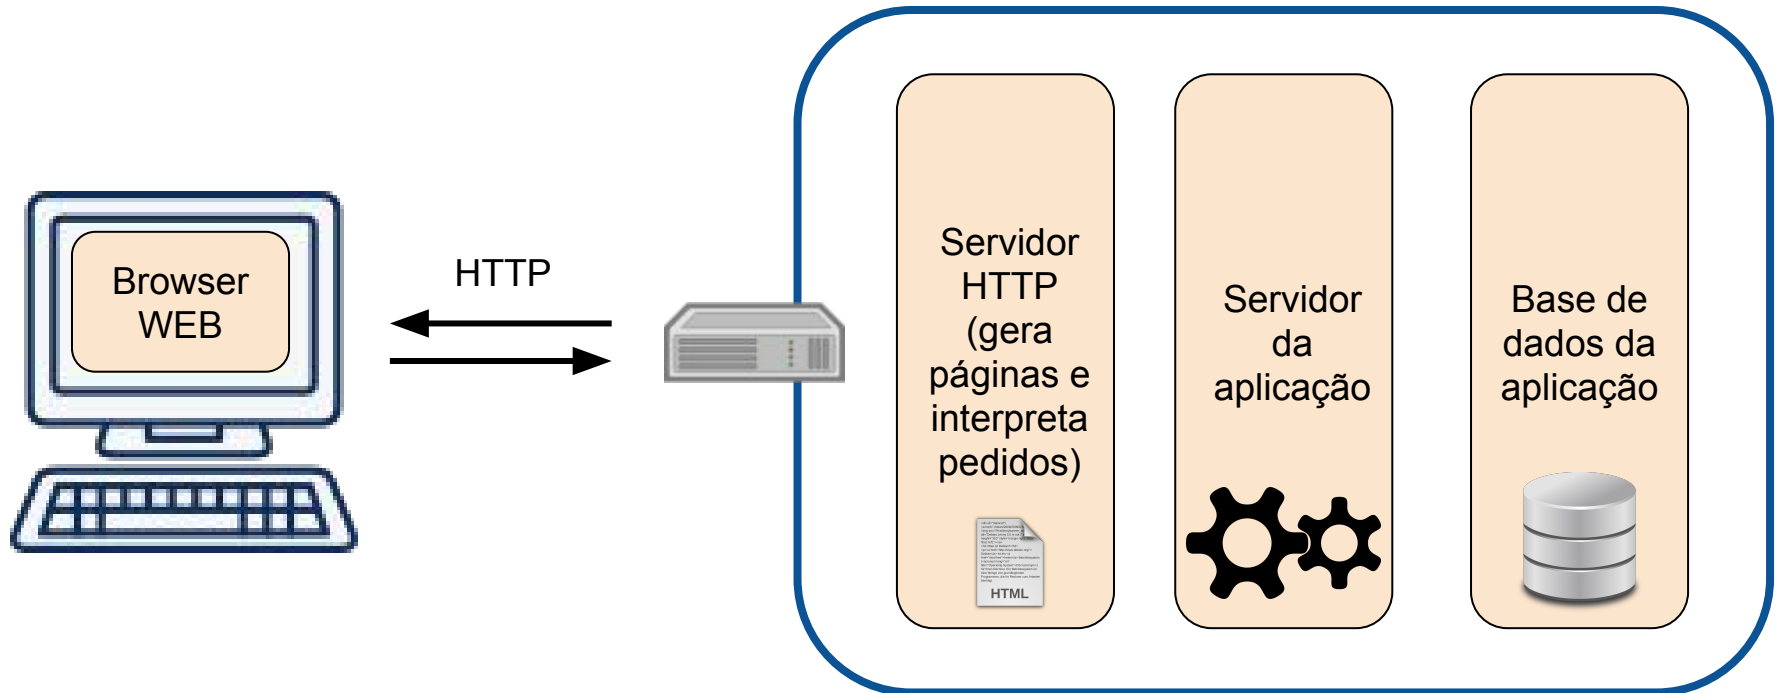 Browser
WEB
HTTP
Servidor
HTTP
(gera
páginas e
interpreta
pedidos)
HTML
Servidor
da
aplicação
Base de
dados da
aplicação